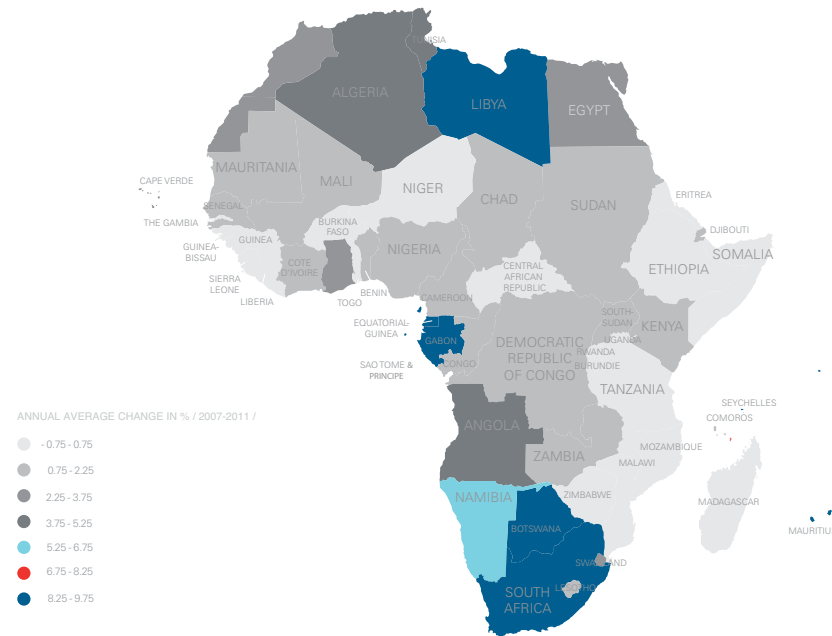 TUNISIA
ALGERIA
LIBYA
EGYPT
MAURITANIA
MALI
NIGER
CHAD
SUDAN
ERITREA
CAPE VERDE
SENEGAL
THE GAMBIA
BURKINA
FASO
DJIBOUTI
GUINEA-
BISSAU
GUINEA
NIGERIA
SOMALIA
ETHIOPIA
COTE
D'IVOIRE
CENTRAL
AFRICAN
REPUBLIC
SIERRA
LEONE
LIBERIA
TOGO
BENIN
CAMEROON
SOUTH-
SUDAN
KENYA
EQUATORIAL-
GUINEA
GABON
UGANDA
DEMOCRATIC
REPUBLIC
OF CONGO
RWANDA
BURUNDIE
SAO TOME &
PRINCIPE
CONGO
TANZANIA
SEYCHELLES
COMOROS
ANGOLA
ZAMBIA
MOZAMBIQUE
MALAWI
NAMIBIA
ZIMBABWE
MADAGASCAR
BOTSWANA
MAURITIU
SWAZILAND
LESOTHO
SOUTH
AFRICA
ANNUAL AVERAGE CHANGE IN % / 2007-2011 /
- 0.75 - 0.75
0.75 - 2.25
2.25 - 3.75
3.75 - 5.25
5.25 - 6.75
6.75 - 8.25
8.25 - 9.75